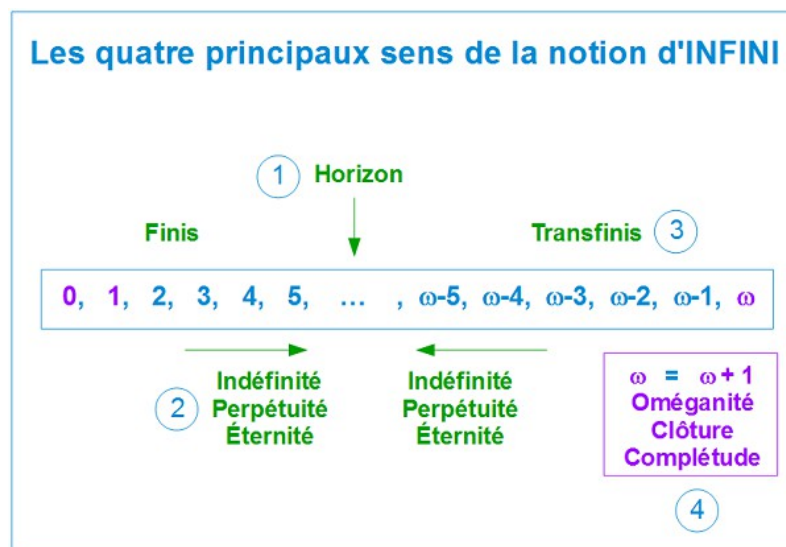 Les quatre principaux sens de la notion d'INFINI
1 Horizon
Finis
Transfinis 3
0, 1, 2, 3, 4, 5, ... , ω-5, ω-4, ω-3, ω-2, ω-1, ω
2
Indéfinité
Perpétuité
Éternité
Indéfinité
Perpétuité
Éternité
ω = ω+1
Oméganité
Clôture
Complétude
4